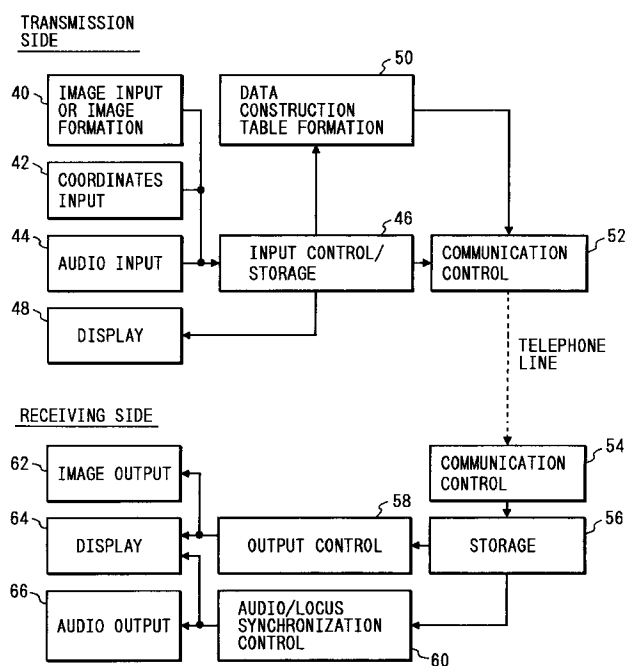 TRANSMISSION
SIDE
40
IMAGE INPUT
OR IMAGE
FORMATION
50
DATA
CONSTRUCTION
TABLE FORMATION
42
COORDINATES
INPUT
44
AUDIO INPUT
46
INPUT CONTROL/
STORAGE
COMMUNICATION
CONTROL
52
48
DISPLAY
TELEPHONE
LINE
RECEIVING SIDE
62
IMAGE OUTPUT
COMMUNICATION
CONTROL
54
64
DISPLAY
58
OUTPUT CONTROL
STORAGE
56
66
AUDIO OUTPUT
AUDIO/LOCUS
SYNCHRONIZATION
CONTROL
60